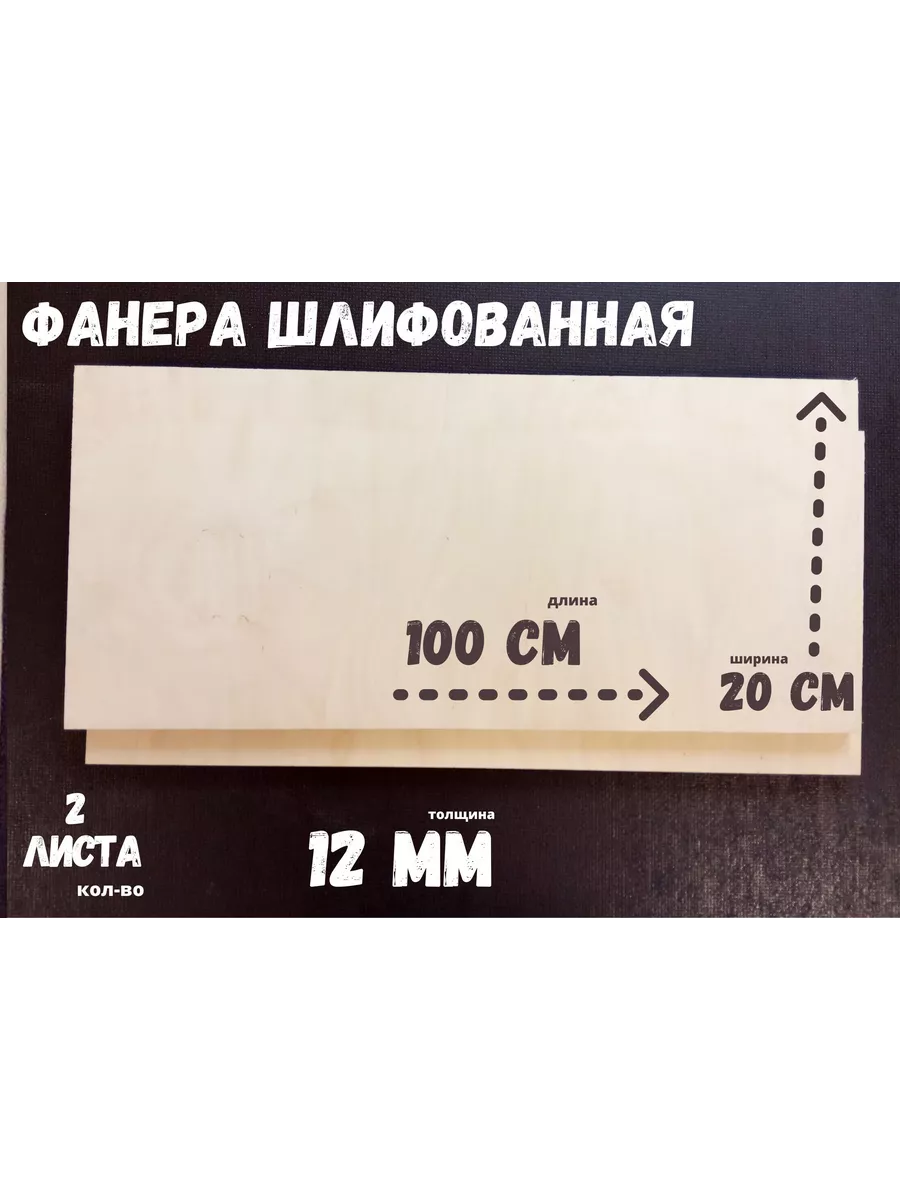 ФАНЕРА ШЛИФОВАННАЯ
длина
100 СМ
ширина
20 СМ
2
ЛИСТА
кол-во
толщина
12 ММ